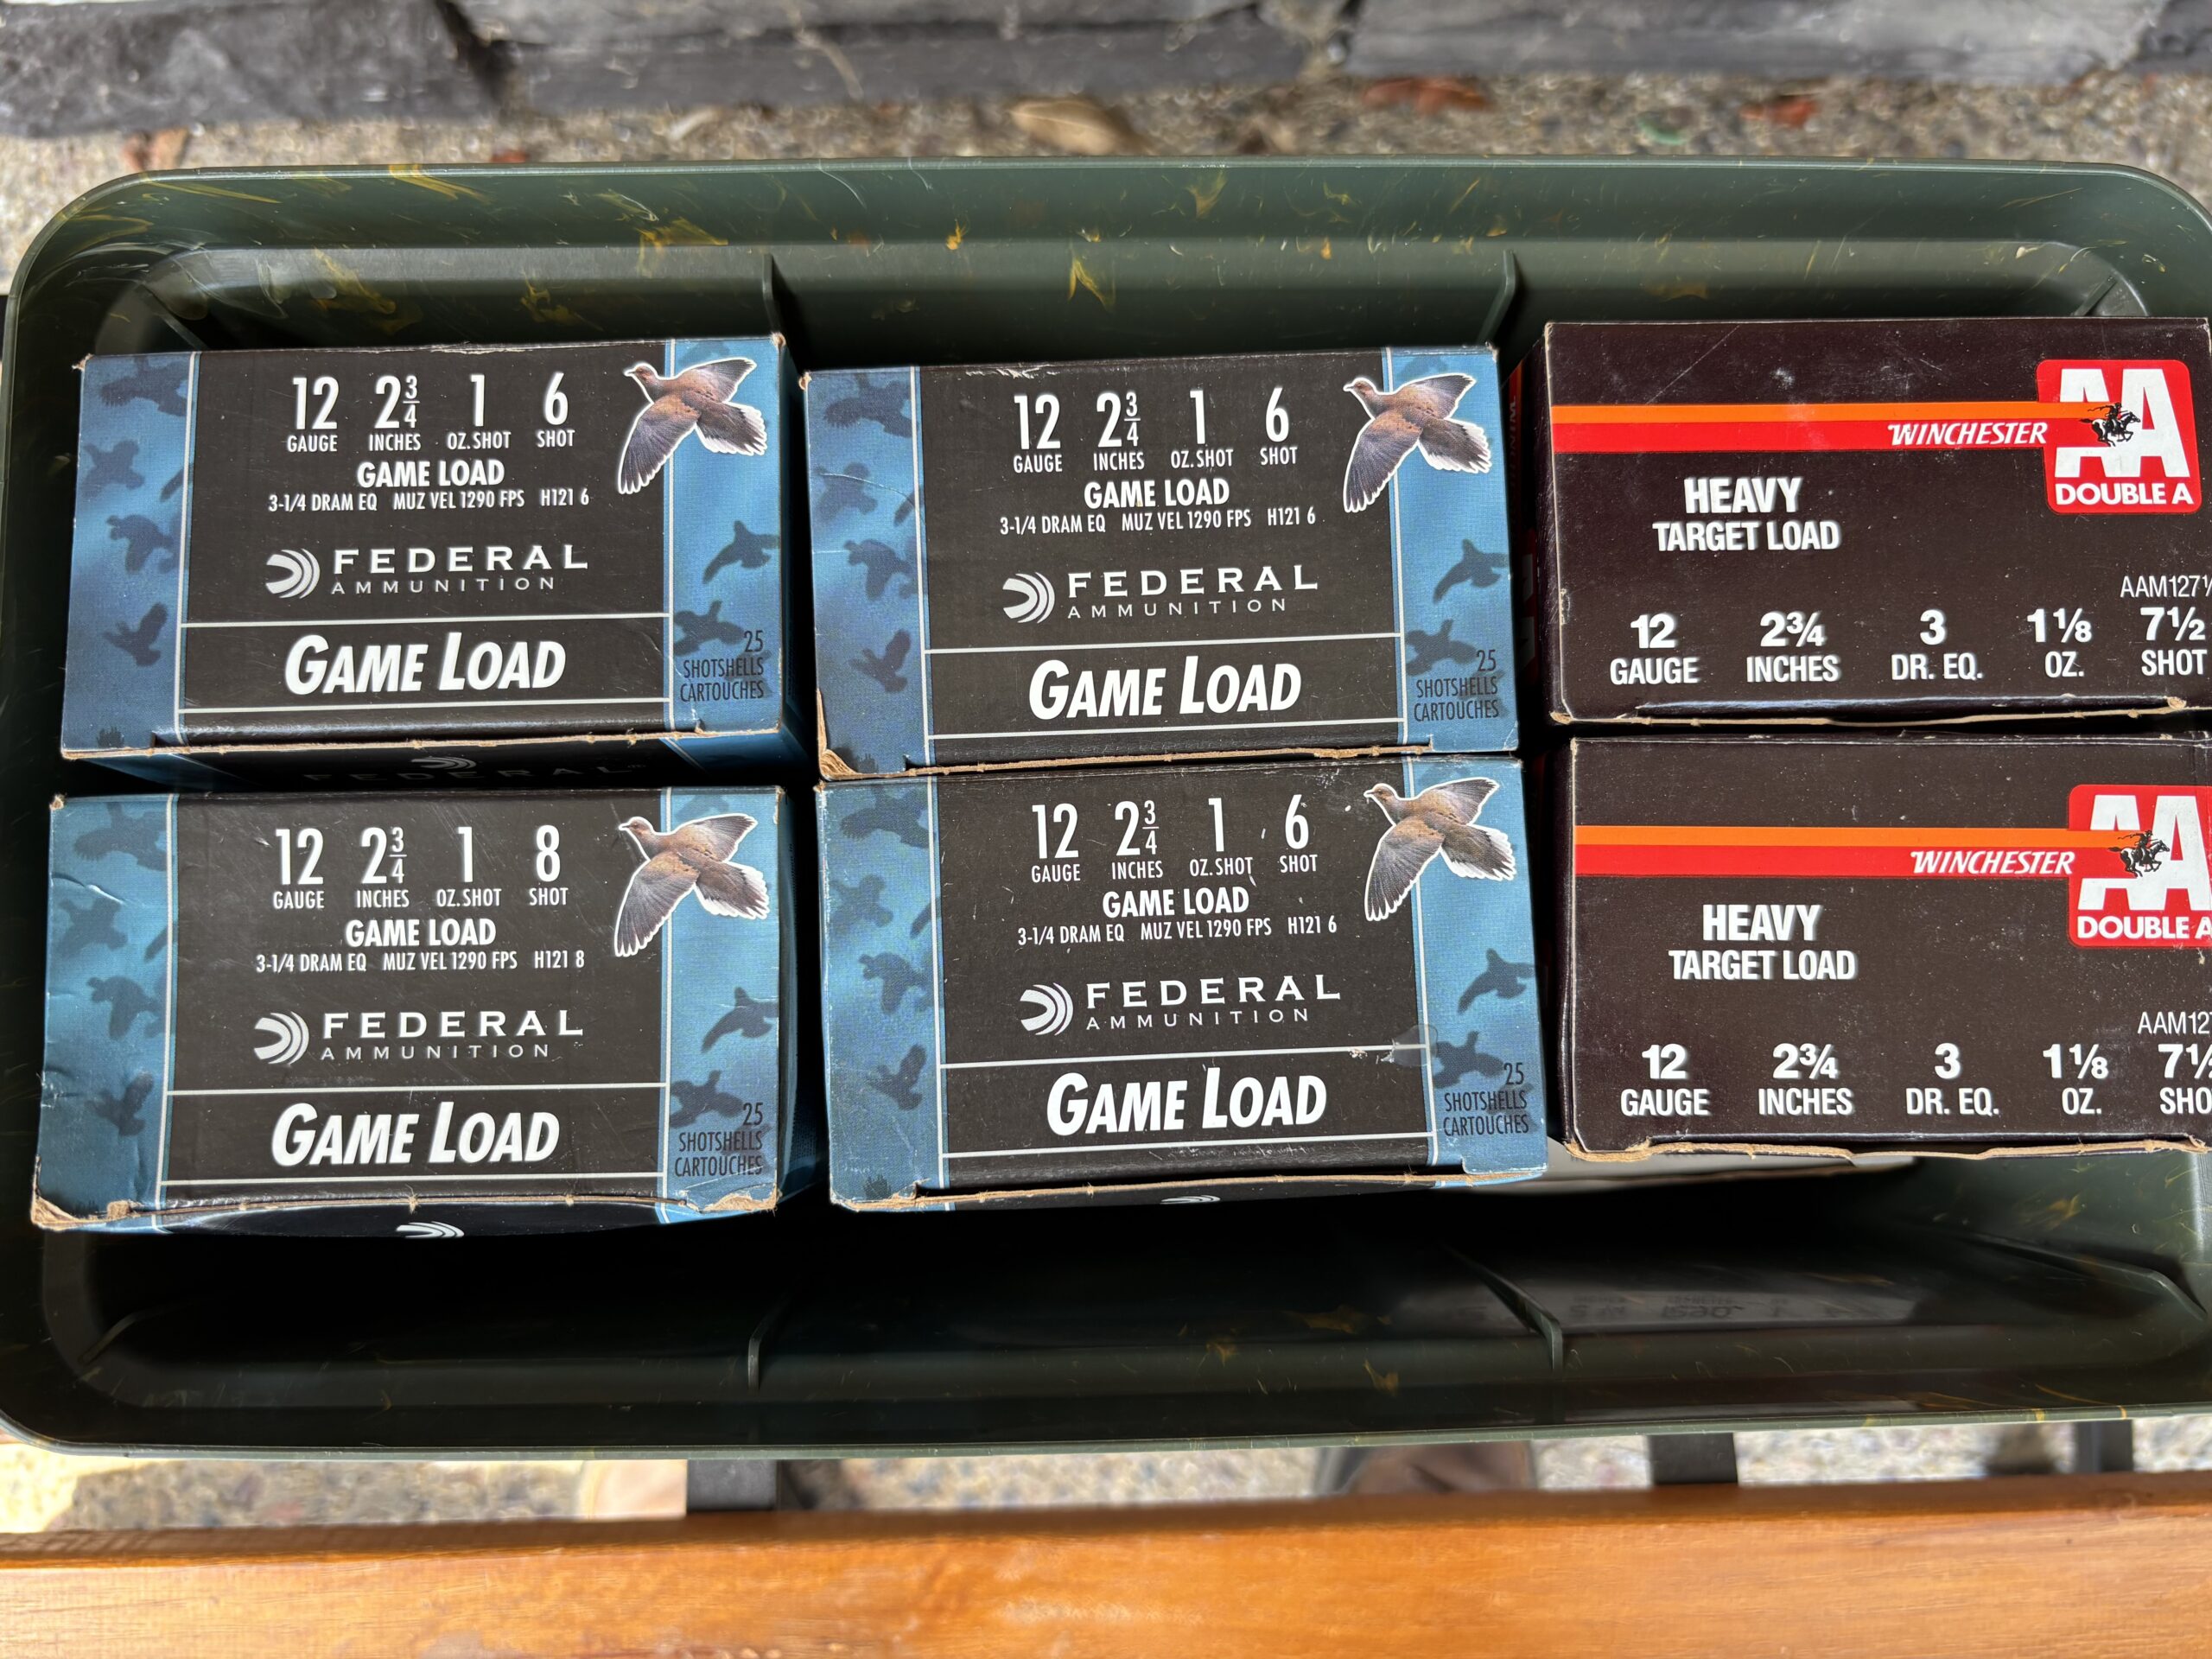 12 2 3/4 1 6
GAUGE INCHES OZ. SHOT SHOT
GAME LOAD
3-1/4 DRAM EQ MUZ VEL 1290 FPS H121 6
FEDERAL
AMMUNITION
GAME LOAD
25
SHOTSHELLS
CARTOUCHES
FEDERAL
12 2 3/4 1 6
GAUGE INCHES OZ. SHOT SHOT
GAME LOAD
3-1/4 DRAM EQ MUZ VEL 1290 FPS H121 6
FEDERAL
AMMUNITION
GAME LOAD
25
SHOTSHELLS
CARTOUCHES
AA
WINCHESTER
DOUBLE A
HEAVY
TARGET LOAD
AAM127
12 2¾ 3 1⅛ 7½
GAUGE INCHES DR. EQ. OZ. SHOT
12 2 3/4 1 8
GAUGE INCHES OZ. SHOT SHOT
GAME LOAD
3-1/4 DRAM EQ MUZ VEL 1290 FPS H121 8
FEDERAL
AMMUNITION
GAME LOAD
25
SHOTSHELLS
CARTOUCHES
12 2 3/4 1 6
GAUGE INCHES OZ. SHOT SHOT
GAME LOAD
3-1/4 DRAM EQ MUZ VEL 1290 FPS H121 6
FEDERAL
AMMUNITION
GAME LOAD
25
SHOTSHELLS
CARTOUCHES
AA
WINCHESTER
DOUBLE A
HEAVY
TARGET LOAD
AAM12
12 2¾ 3 1⅛ 7½
GAUGE INCHES DR. EQ. OZ. SHO